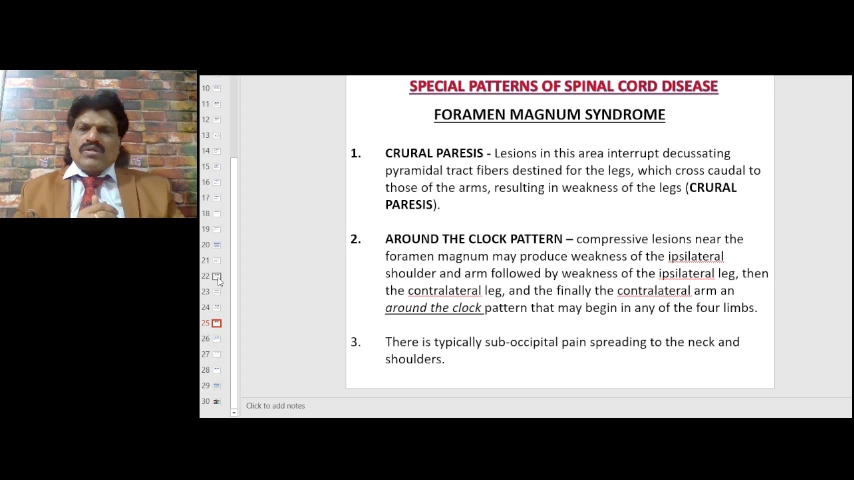 SPECIAL PATTERNS OF SPINAL CORD DISEASE
FORAMEN MAGNUM SYNDROME
1. CRURAL PARESIS - Lesions in this area interrupt decussating
pyramidal tract fibers destined for the legs, which cross caudal to
those of the arms, resulting in weakness of the legs (CRURAL
PARESIS).
2. AROUND THE CLOCK PATTERN – compressive lesions near the
foramen magnum may produce weakness of the ipsilateral
shoulder and arm followed by weakness of the ipsilateral leg, then
the contralateral leg, and the finally the contralateral arm an
around the clock pattern that may begin in any of the four limbs.
3. There is typically sub-occipital pain spreading to the neck and
shoulders.
10
11
12
13
14
15
16
17
18
19
20
21
22
23
24
25
26
27
28
29
30
Click to add notes